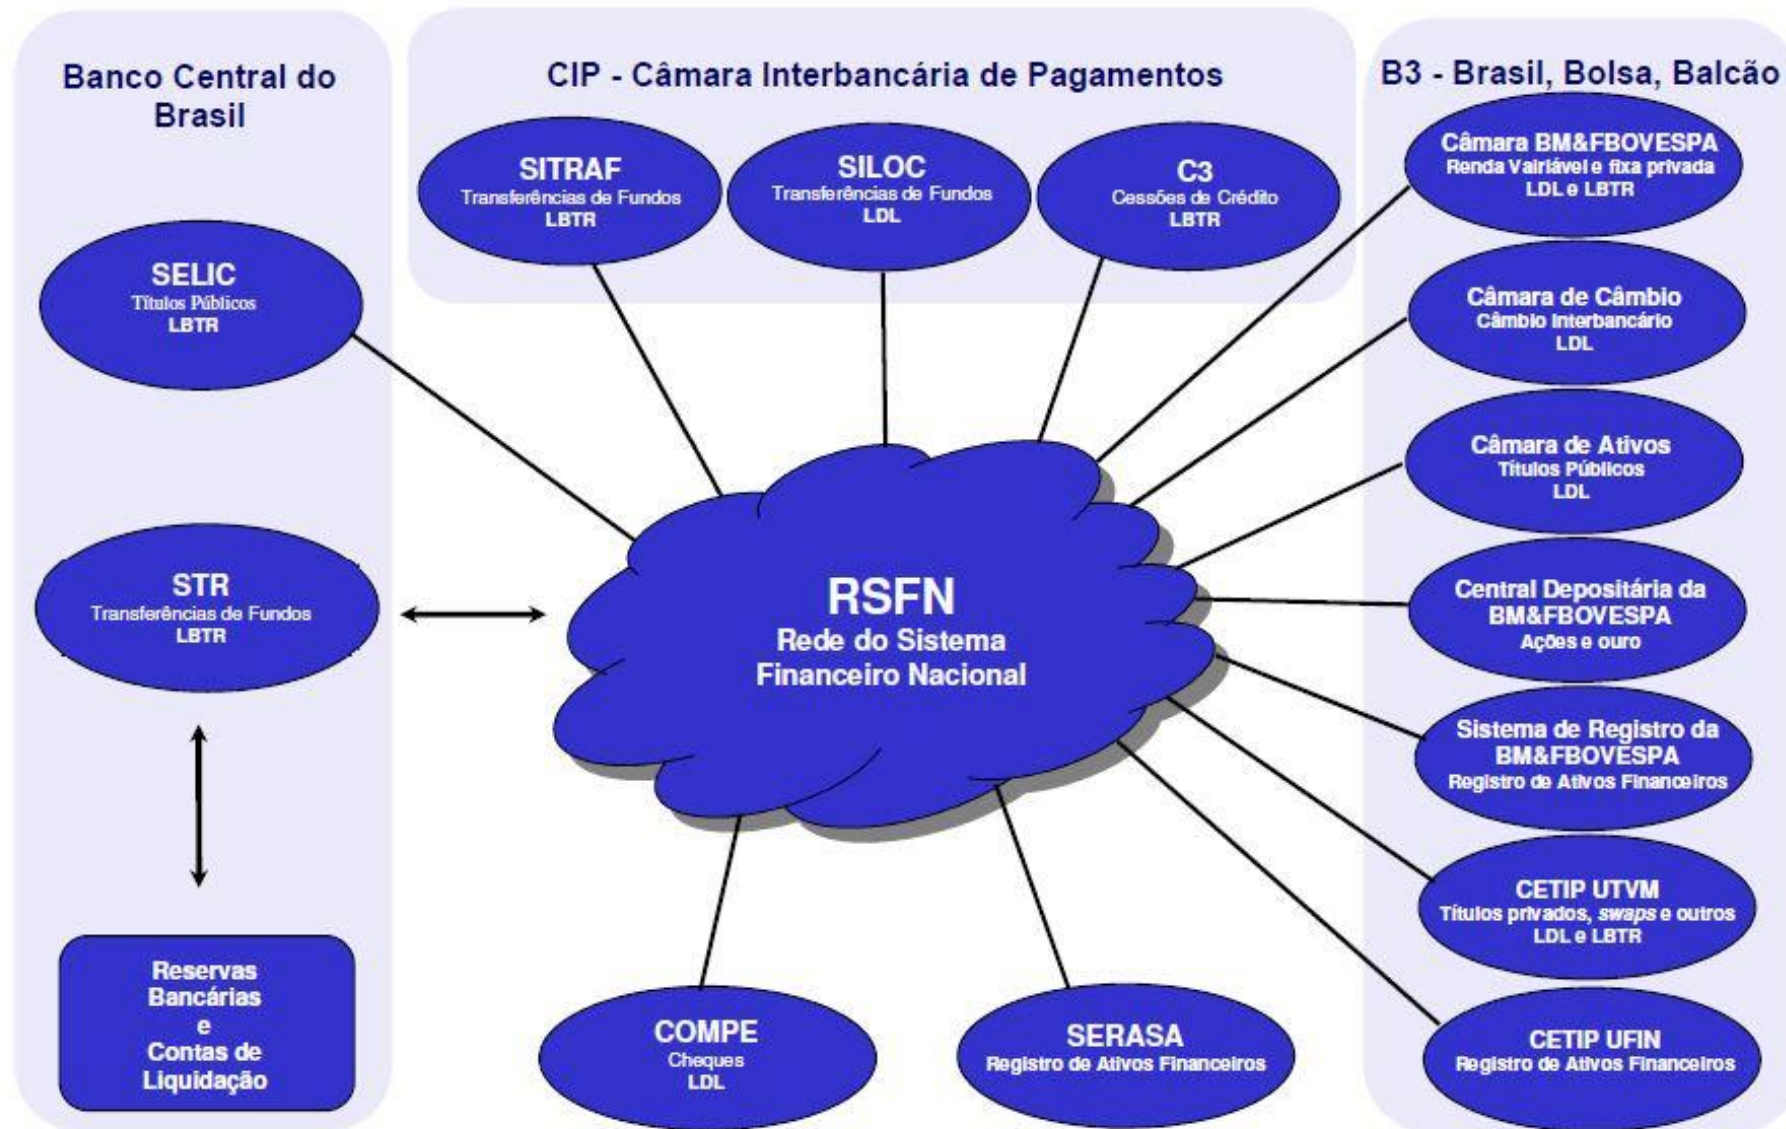 Banco Central do
Brasil
SELIC
Títulos Públicos
LBTR
STR
Transferências de Fundos
LBTR
Reservas
Bancárias
e
Contas de
Liquidação
CIP - Câmara Interbancária de Pagamentos
SITRAF
Transferências de Fundos
LBTR
SILOC
Transferências de Fundos
LDL
C3
Cessões de Crédito
LBTR
RSFN
Rede do Sistema
Financeiro Nacional
COMPE
Cheques
LDL
SERASA
Registro de Ativos Financeiros
B3 - Brasil, Bolsa, Balcão
Câmara BM&FBOVESPA
Renda Vairlável e fixa privada
LDL e LBTR
Câmara de Câmbio
Câmbio Interbancário
LDL
Câmara de Ativos
Títulos Públicos
LDL
Central Depositária da
BM&FBOVESPA
Ações e ouro
Sistema de Registro da
BM&FBOVESPA
Registro de Ativos Financeiros
CETIP UTVM
Títulos privados, swaps e outros
LDL e LBTR
CETIP UFIN
Registro de Ativos Financeiros